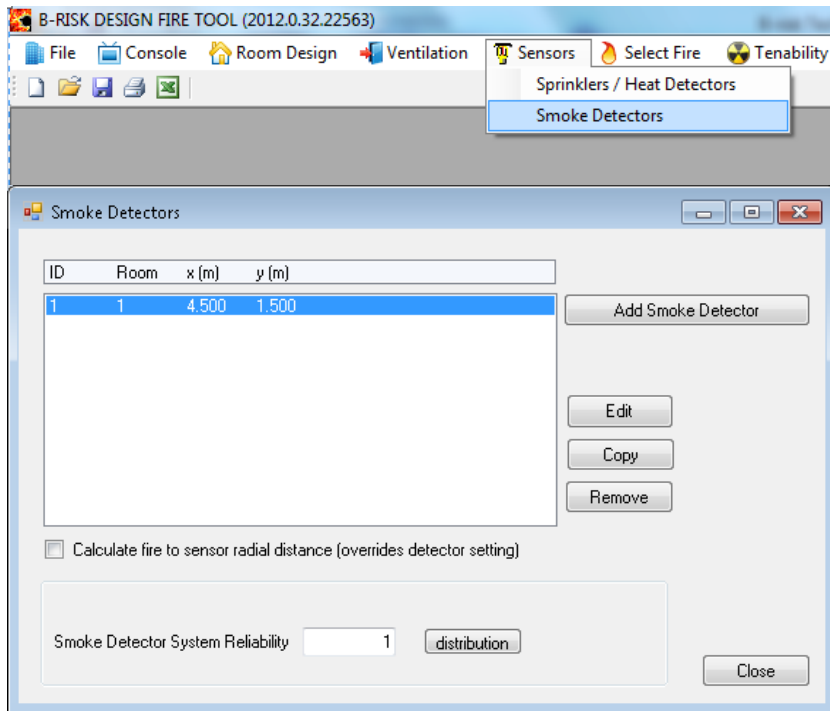 B-RISK DESIGN FIRE TOOL (2012.0.32.22563)
File Console Room Design Ventilation Sensors Select Fire Tenability
Sprinklers / Heat Detectors
Smoke Detectors
Smoke Detectors
ID Room x (m) y (m)
1 1 4.500 1.500
Add Smoke Detector
Edit
Copy
Remove
Calculate fire to sensor radial distance (overrides detector setting)
Smoke Detector System Reliability 1 distribution
Close